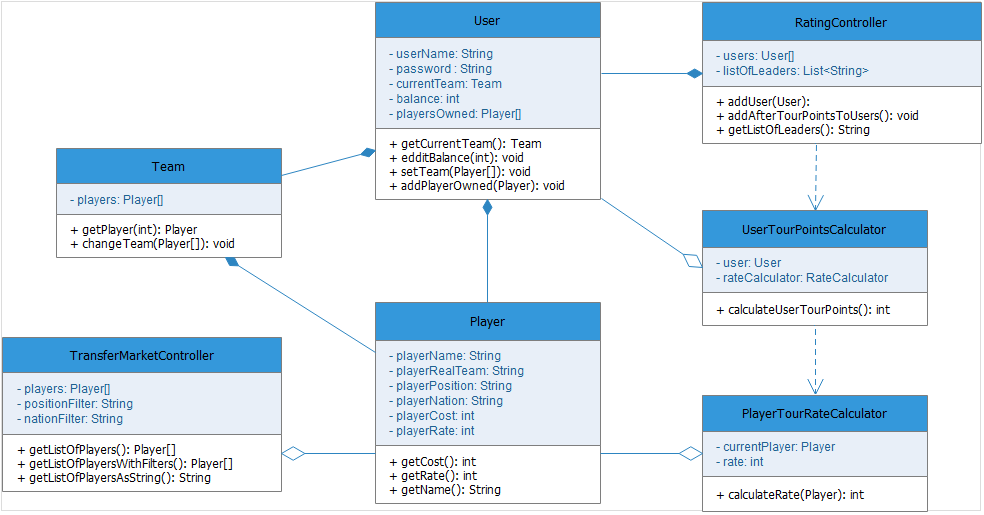 User
- userName: String
- password : String
- currentTeam: Team
- balance: int
- playersOwned: Player[]
+ getCurrentTeam(): Team
+ edditBalance(int): void
+ setTeam(Player[]): void
+ addPlayerOwned(Player): void
RatingController
- users: User[]
- listOfLeaders: List<String>
+ addUser(User):
+ addAfterTourPointsToUsers(): void
+ getListOfLeaders(): String
Team
- players: Player[]
+ getPlayer(int): Player
+ changeTeam(Player[]): void
UserTourPointsCalculator
- user: User
- rateCalculator: RateCalculator
+ calculateUserTourPoints(): int
Player
- playerName: String
- playerRealTeam: String
- playerPosition: String
- playerNation: String
- playerCost: int
- playerRate: int
+ getCost(): int
+ getRate(): int
+ getName(): String
TransferMarketController
- players: Player[]
- positionFilter: String
- nationFilter: String
+ getListOfPlayers(): Player[]
+ getListOfPlayersWithFilters(): Player[]
+ getListOfPlayersAsString(): String
PlayerTourRateCalculator
- currentPlayer: Player
- rate: int
+ calculateRate(Player): int